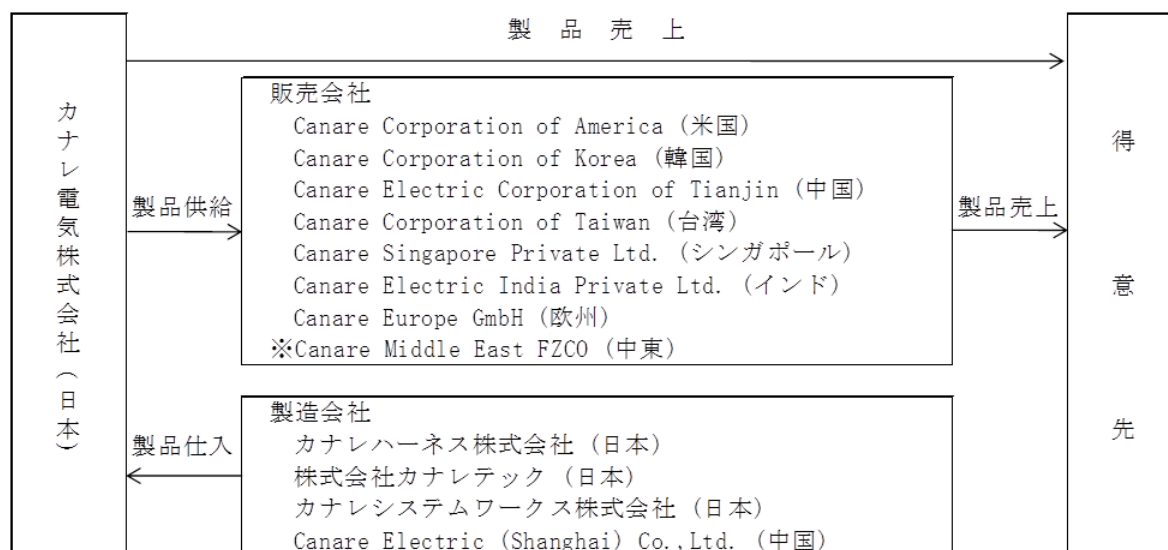 製品売上
カナレ電気株式会社（日本）
製品供給
販売会社
Canare Corporation of America (米国)
Canare Corporation of Korea (韓国)
Canare Electric Corporation of Tianjin (中国)
Canare Corporation of Taiwan (台湾)
Canare Singapore Private Ltd. (シンガポール)
Canare Electric India Private Ltd. (インド)
Canare Europe GmbH (欧州)
※Canare Middle East FZCO (中東)
製品売上
得意先
製品仕入
製造会社
カナレハーネス株式会社 (日本)
株式会社カナレテック (日本)
カナレシステムワークス株式会社 (日本)
Canare Electric (Shanghai) Co.,Ltd. (中国)